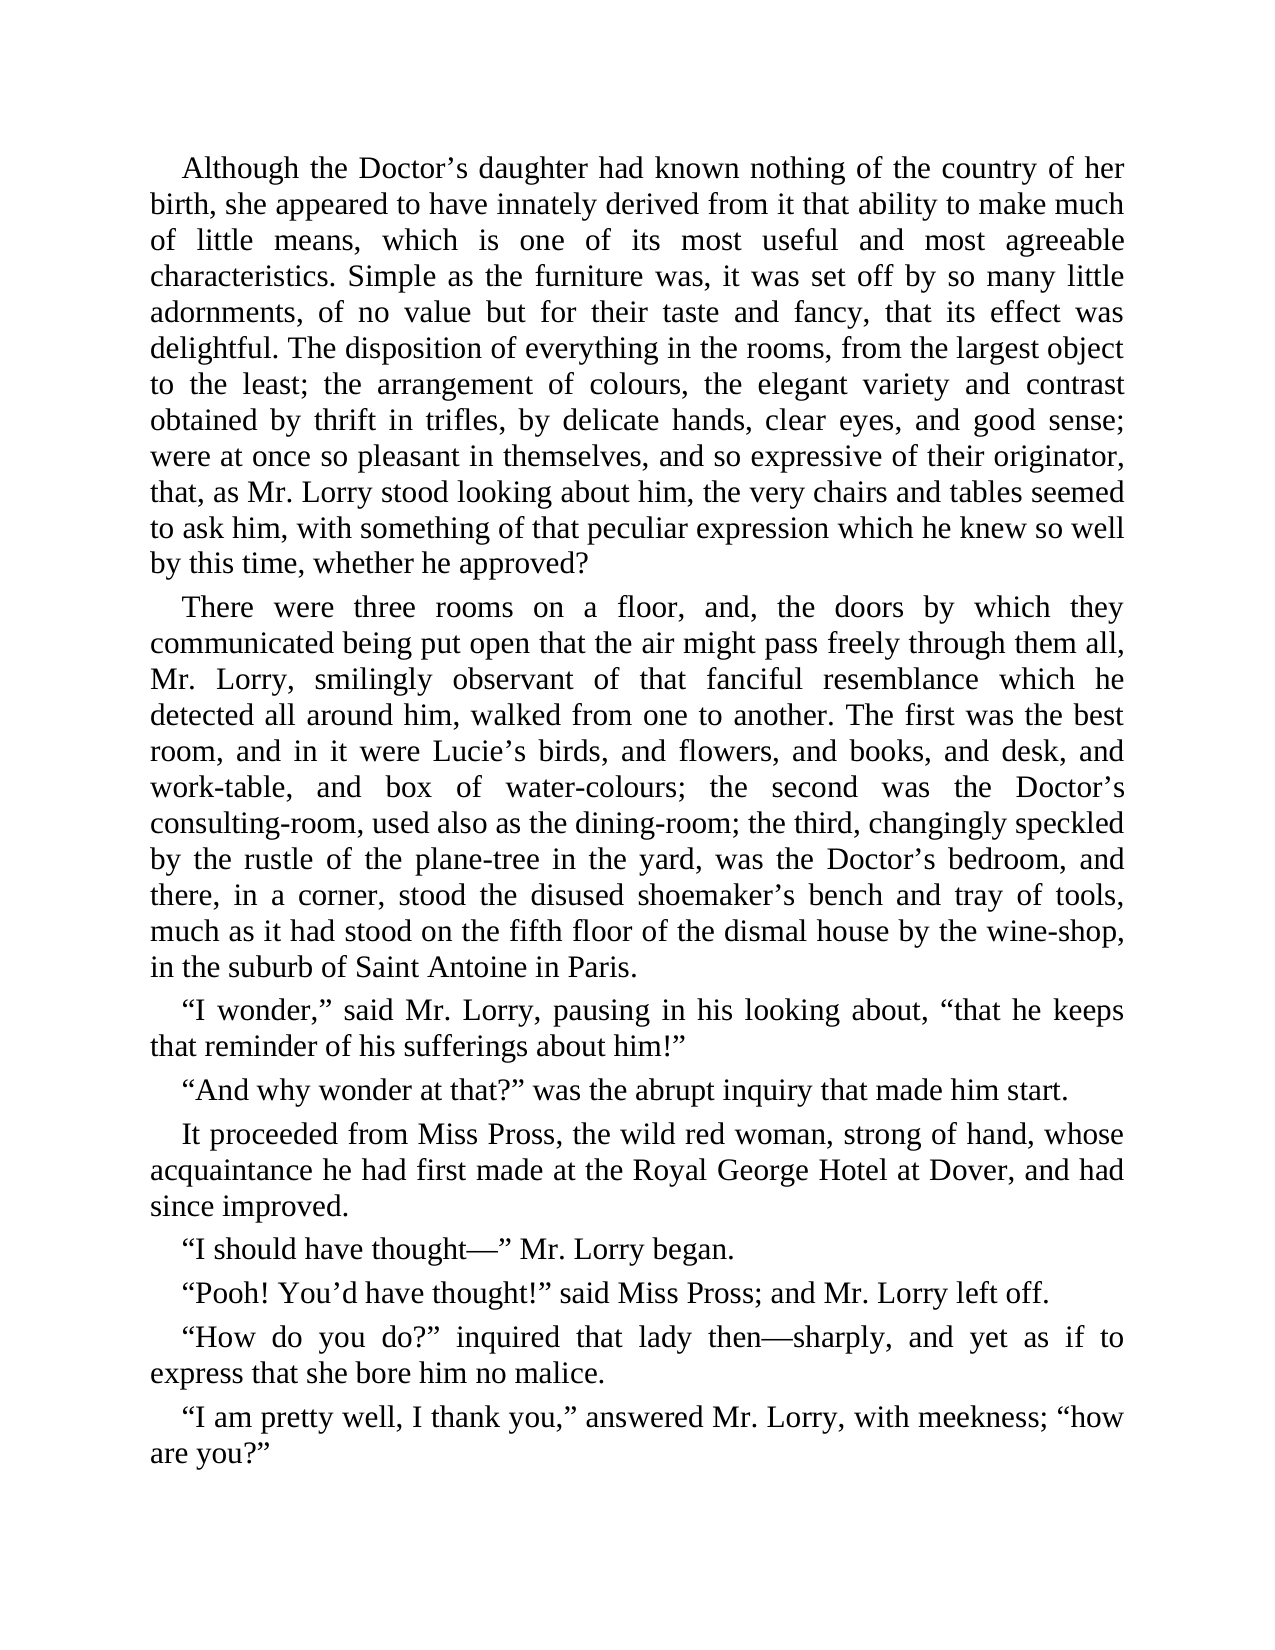 Although the Doctor’s daughter had known nothing of the country of her
birth, she appeared to have innately derived from it that ability to make much
of little means, which is one of its most useful and most agreeable
characteristics. Simple as the furniture was, it was set off by so many little
adornments, of no value but for their taste and fancy, that its effect was
delightful. The disposition of everything in the rooms, from the largest object
to the least; the arrangement of colours, the elegant variety and contrast
obtained by thrift in trifles, by delicate hands, clear eyes, and good sense;
were at once so pleasant in themselves, and so expressive of their originator,
that, as Mr. Lorry stood looking about him, the very chairs and tables seemed
to ask him, with something of that peculiar expression which he knew so well
by this time, whether he approved?
There were three rooms on a floor, and, the doors by which they
communicated being put open that the air might pass freely through them all,
Mr. Lorry, smilingly observant of that fanciful resemblance which he
detected all around him, walked from one to another. The first was the best
room, and in it were Lucie’s birds, and flowers, and books, and desk, and
work-table, and box of water-colours; the second was the Doctor’s
consulting-room, used also as the dining-room; the third, changingly speckled
by the rustle of the plane-tree in the yard, was the Doctor’s bedroom, and
there, in a corner, stood the disused shoemaker’s bench and tray of tools,
much as it had stood on the fifth floor of the dismal house by the wine-shop,
in the suburb of Saint Antoine in Paris.
“I wonder,” said Mr. Lorry, pausing in his looking about, “that he keeps
that reminder of his sufferings about him!”
“And why wonder at that?” was the abrupt inquiry that made him start.
It proceeded from Miss Pross, the wild red woman, strong of hand, whose
acquaintance he had first made at the Royal George Hotel at Dover, and had
since improved.
“I should have thought—” Mr. Lorry began.
“Pooh! You’d have thought!” said Miss Pross; and Mr. Lorry left off.
“How do you do?” inquired that lady then—sharply, and yet as if to
express that she bore him no malice.
“I am pretty well, I thank you,” answered Mr. Lorry, with meekness; “how
are you?”